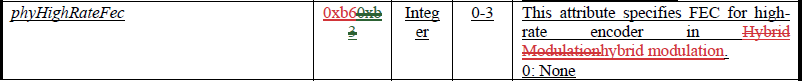 phyHighRateFec 0xb60xb 3 Integ er 0-3 This attribute specifies FEC for high-
rate encoder in Hybrid
Modulationhybrid modulation.
0: None